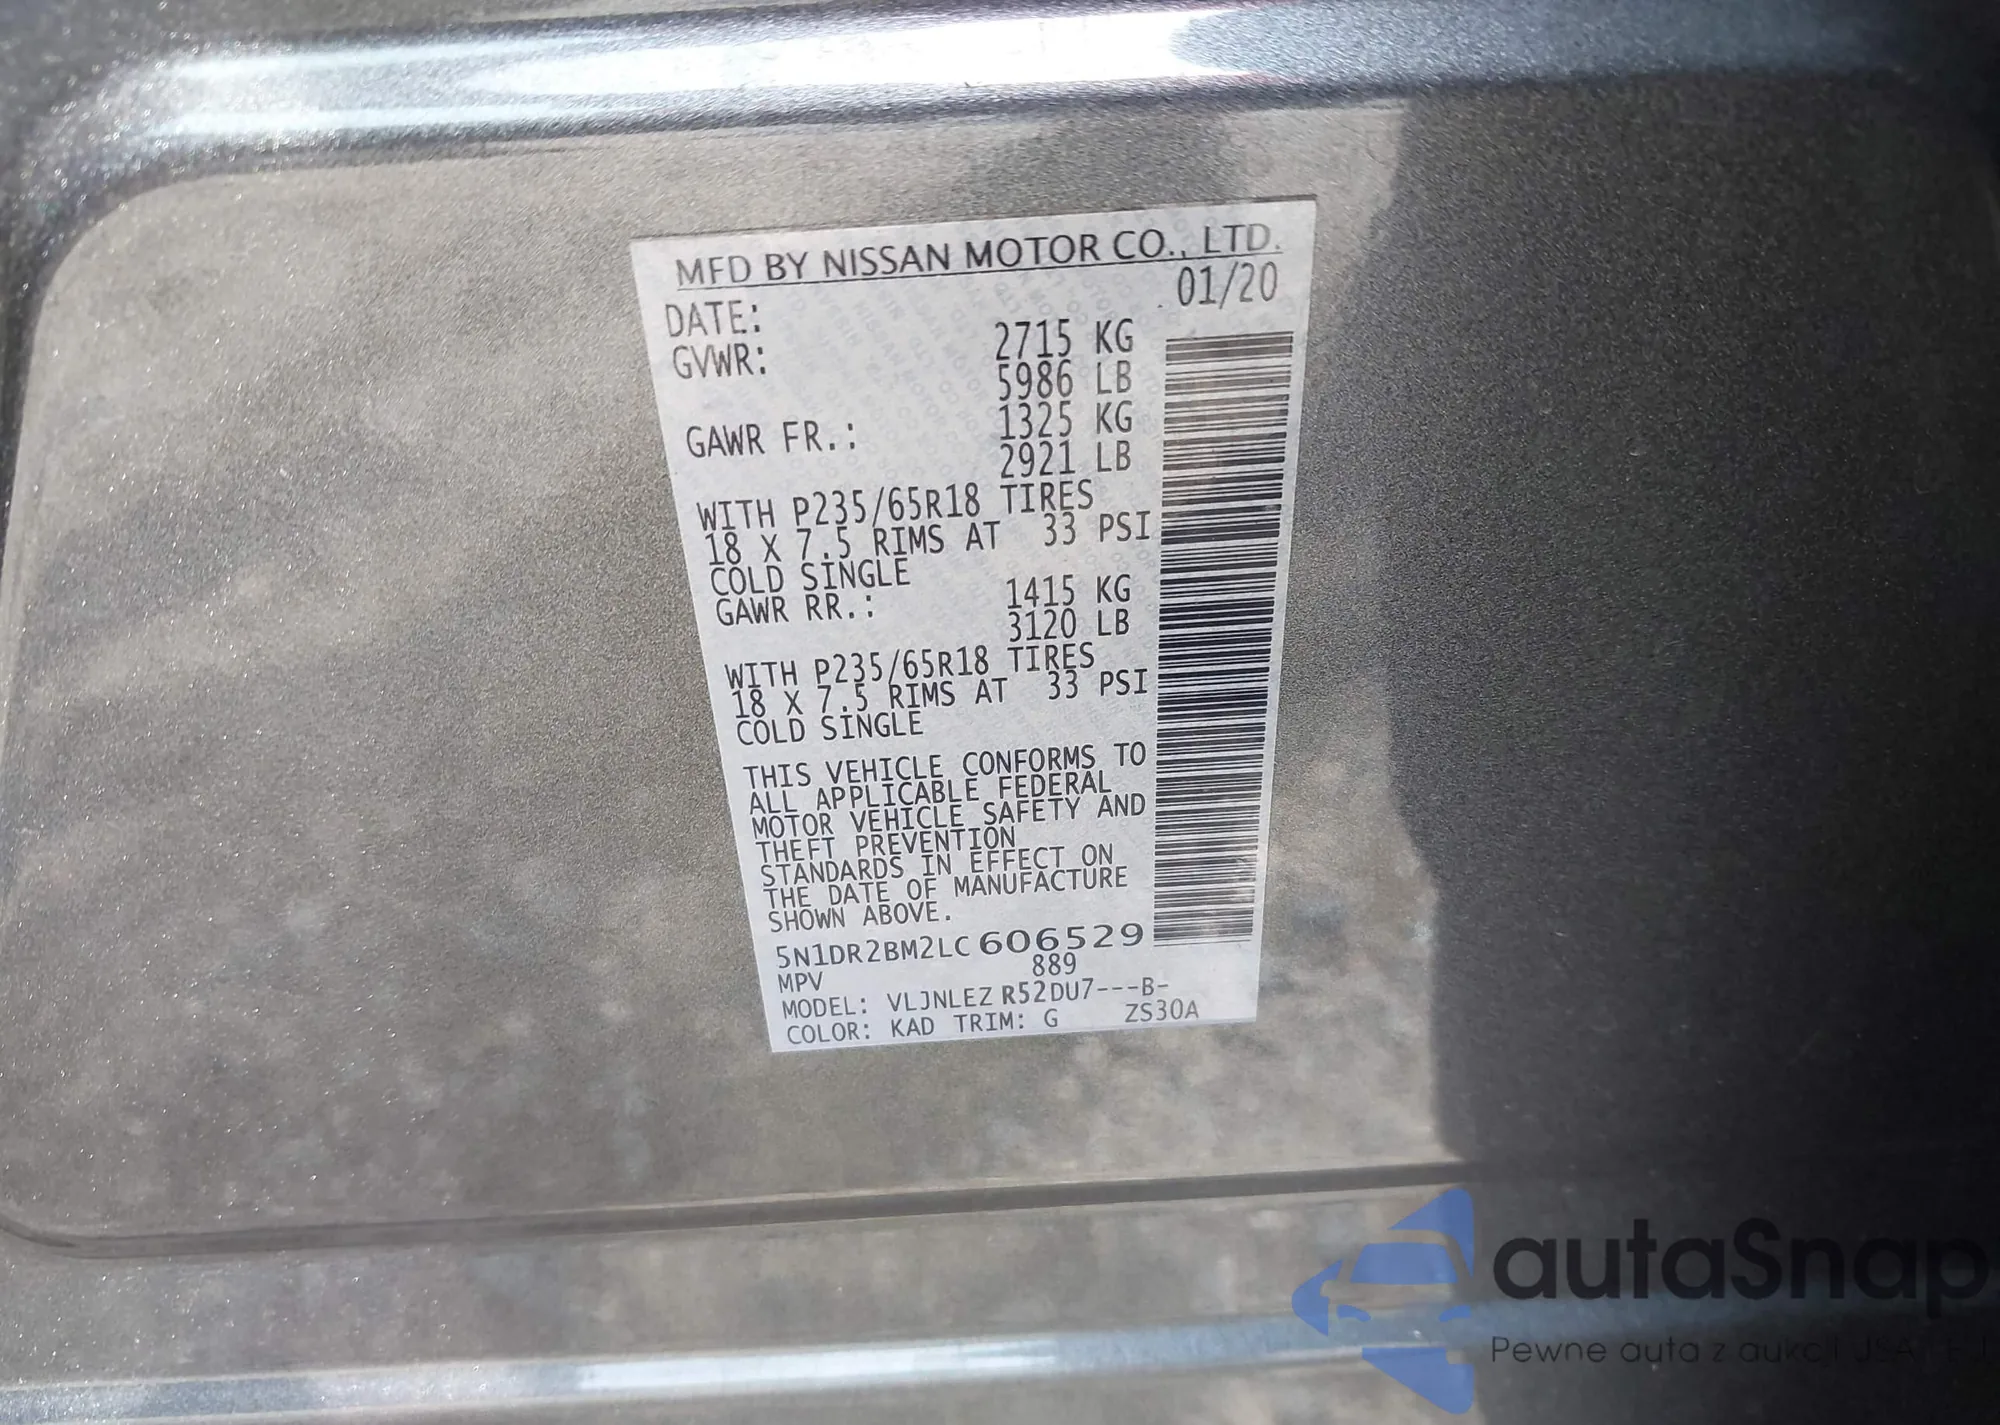 MFD BY NISSAN MOTOR CO., LTD.
DATE: 01/20
GVWR: 2715 KG
5986 LB
GAWR FR.: 1325 KG
2921 LB
WITH P235/65R18 TIRES
18 X 7.5 RIMS AT 33 PSI
COLD SINGLE
GAWR RR.: 1415 KG
3120 LB
WITH P235/65R18 TIRES
18 X 7.5 RIMS AT 33 PSI
COLD SINGLE
THIS VEHICLE CONFORMS TO
ALL APPLICABLE FEDERAL
MOTOR VEHICLE SAFETY AND
THEFT PREVENTION
STANDARDS IN EFFECT ON
THE DATE OF MANUFACTURE
SHOWN ABOVE.
5N1DR2BM2LC606529
MPV 889
MODEL: VLJNLEZ R52DU7---B-
COLOR: KAD TRIM: G ZS30A
autaSnap
Pewne auta z aukcji